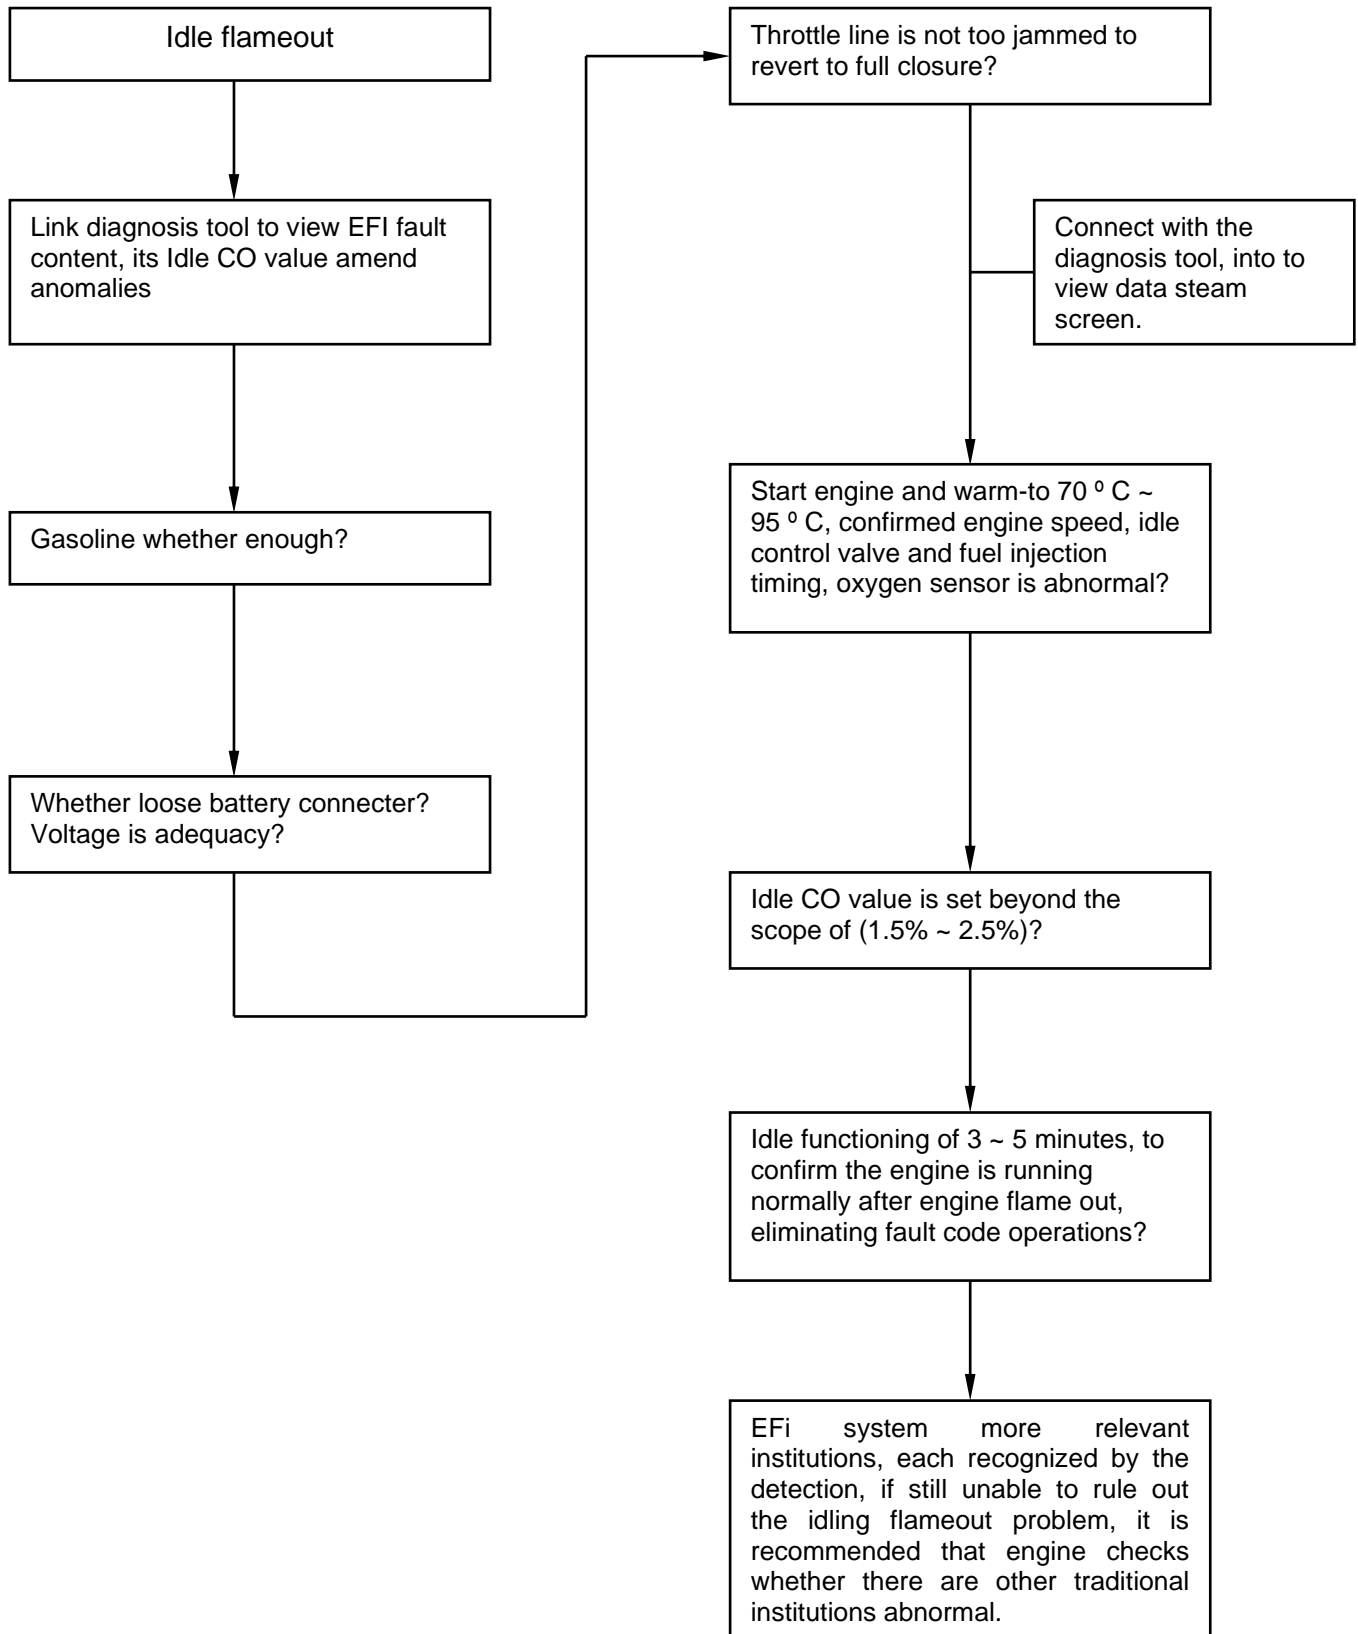 Idle flameout
Link diagnosis tool to view EFI fault
content, its Idle CO value amend
anomalies
Gasoline whether enough?
Whether loose battery connecter?
Voltage is adequacy?
Throttle line is not too jammed to
revert to full closure?
Connect with the
diagnosis tool, into to
view data steam
screen.
Start engine and warm-to 70 º C ~
95 º C, confirmed engine speed, idle
control valve and fuel injection
timing, oxygen sensor is abnormal?
Idle CO value is set beyond the
scope of (1.5% ~ 2.5%)?
Idle functioning of 3 ~ 5 minutes, to
confirm the engine is running
normally after engine flame out,
eliminating fault code operations?
EFi system more relevant
institutions, each recognized by the
detection, if still unable to rule out
the idling flameout problem, it is
recommended that engine checks
whether there are other traditional
institutions abnormal.